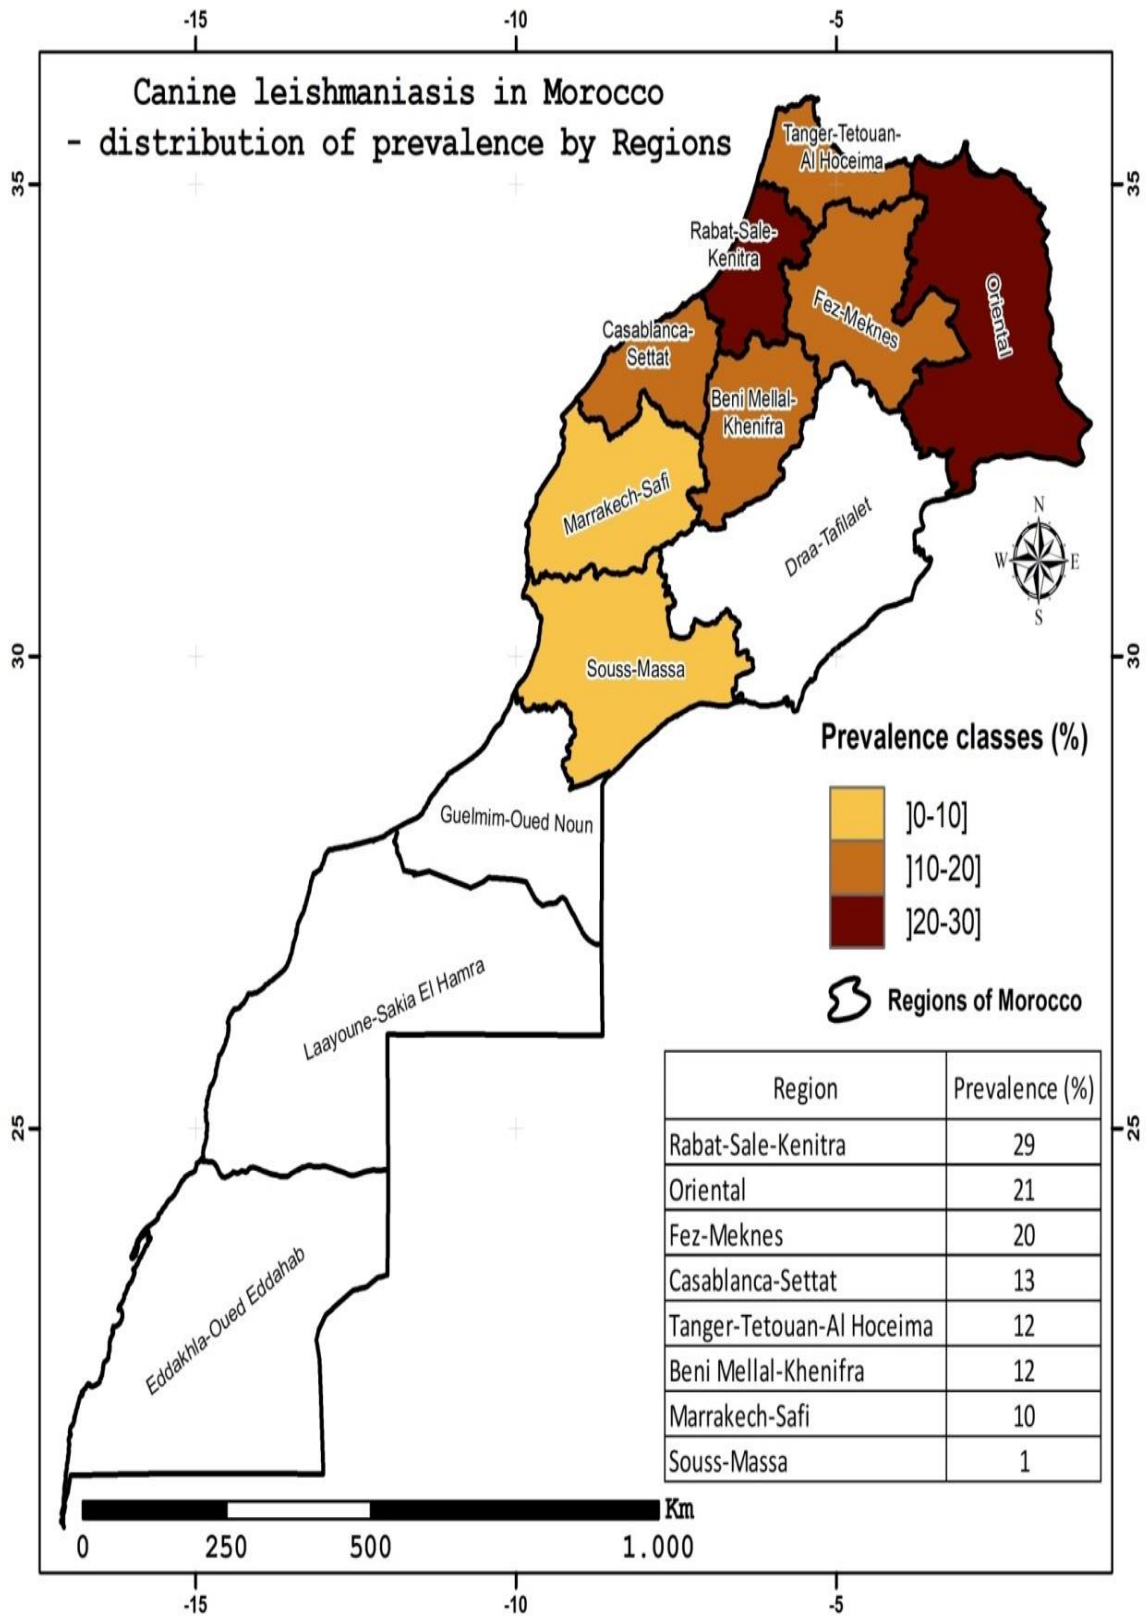 -15 -10 -5
Canine leishmaniasis in Morocco
- distribution of prevalence by Regions
Tanger-Tetouan-
Al Hoceima
35 35
Rabat-Sale-
Kenitra
Oriental
Fez-Meknes
Casablanca-
Settat
Beni Mellal-
Khenifra
Marrakech-Safi
Draa-Tafilalet
N
W E
S
30 30
Souss-Massa
Prevalence classes (%)
]0-10]
]10-20]
]20-30]
Guelmim-Oued Noun
Laayoune-Sakia El Hamra
Regions of Morocco
25 25
Region Prevalence (%)
Rabat-Sale-Kenitra 29
Oriental 21
Fez-Meknes 20
Casablanca-Settat 13
Tanger-Tetouan-Al Hoceima 12
Beni Mellal-Khenifra 12
Marrakech-Safi 10
Souss-Massa 1
Eddakhla-Oued Eddahab
Km
0 250 500 1.000
-15 -10 -5